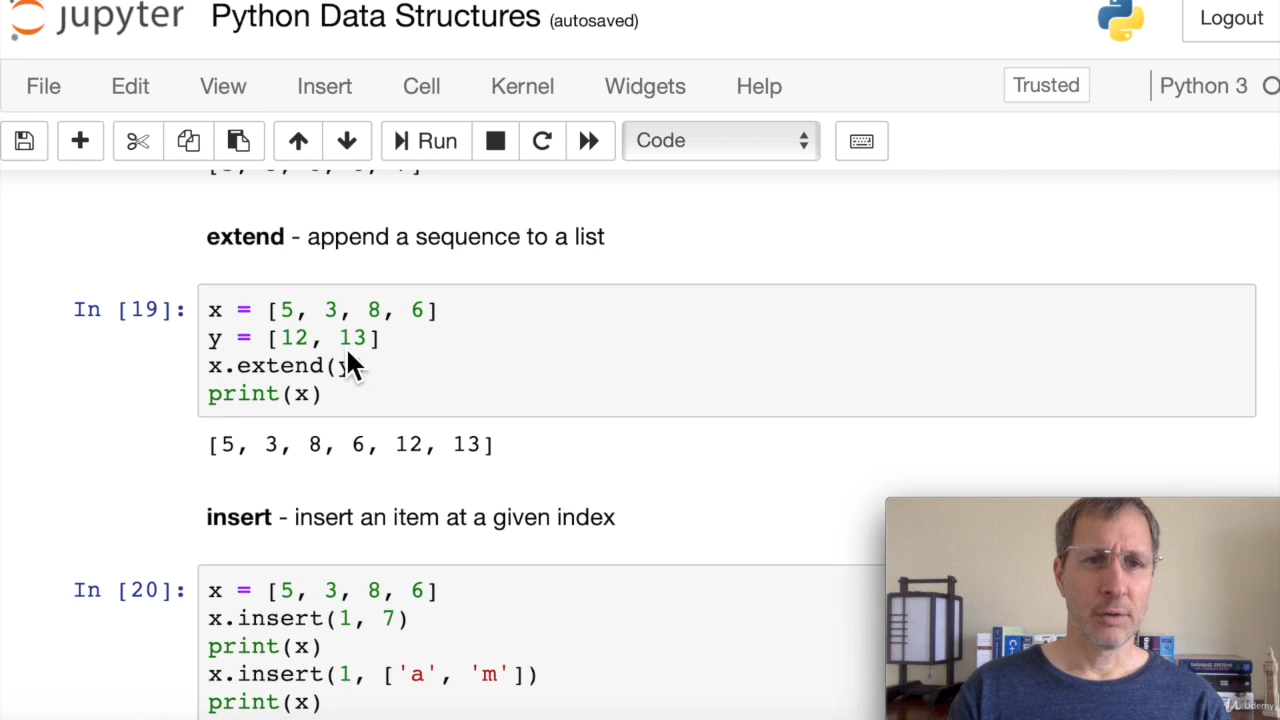 jupyter Python Data Structures (autosaved) Logout
File Edit View Insert Cell Kernel Widgets Help Trusted Python 3
Run Code
extend - append a sequence to a list
In [19]: x = [5, 3, 8, 6]
y = [12, 13]
x.extend(y
print(x)
[5, 3, 8, 6, 12, 13]
insert - insert an item at a given index
In [20]: x = [5, 3, 8, 6]
x.insert(1, 7)
print(x)
x.insert(1, ['a', 'm'])
print(x)
DATABASE SYSTEMS
Udemy